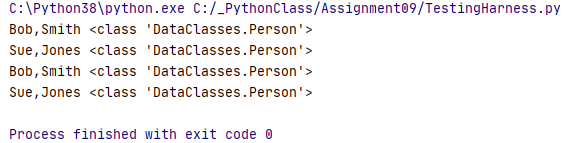 C:\Python38\python.exe C:/_PythonClass/Assignment09/TestingHarness.py
Bob,Smith <class 'DataClasses.Person'>
Sue,Jones <class 'DataClasses.Person'>
Bob,Smith <class 'DataClasses.Person'>
Sue,Jones <class 'DataClasses.Person'>
Process finished with exit code 0